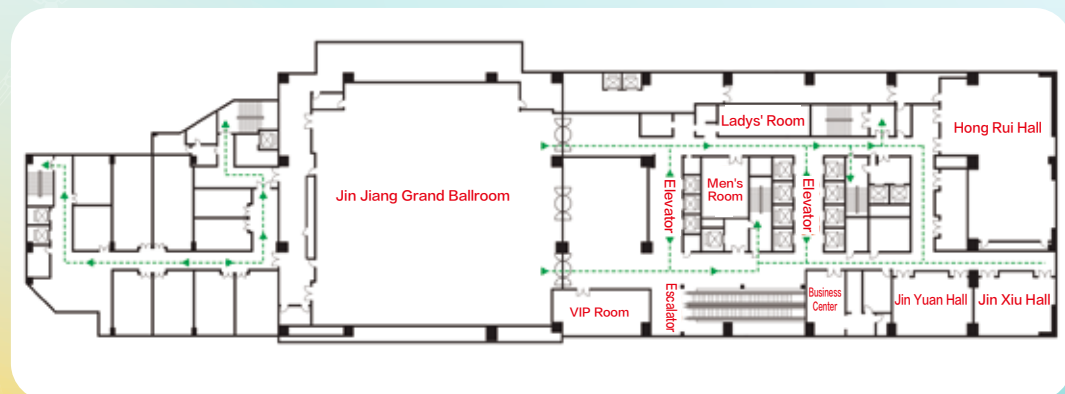 Ladys' Room
Hong Rui Hall
Jin Jiang Grand Ballroom
Elevator
Men's
Room
Elevator
VIP Room
Escalator
Business
Center
Jin Yuan Hall
Jin Xiu Hall